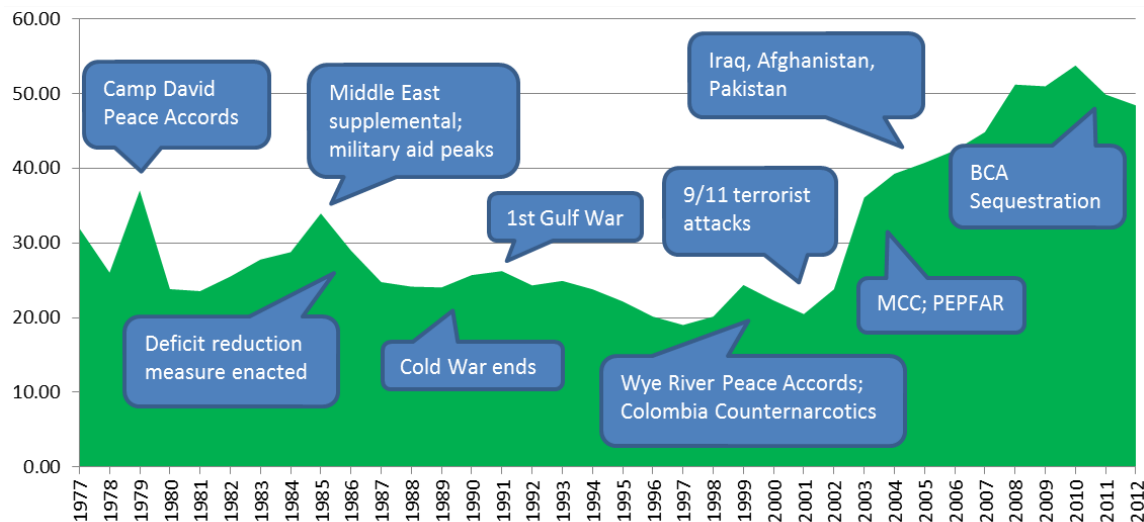 60.00
50.00
40.00
30.00
20.00
10.00
0.00
Camp David
Peace Accords
Middle East
supplemental;
military aid peaks
Iraq, Afghanistan,
Pakistan
1st Gulf War
9/11 terrorist
attacks
BCA
Sequestration
Deficit reduction
measure enacted
Cold War ends
MCC; PEPFAR
Wye River Peace Accords;
Colombia Counternarcotics
1977
1978
1979
1980
1981
1982
1983
1984
1985
1986
1987
1988
1989
1990
1991
1992
1993
1994
1995
1996
1997
1998
1999
2000
2001
2002
2003
2004
2005
2006
2007
2008
2009
2010
2011
2012